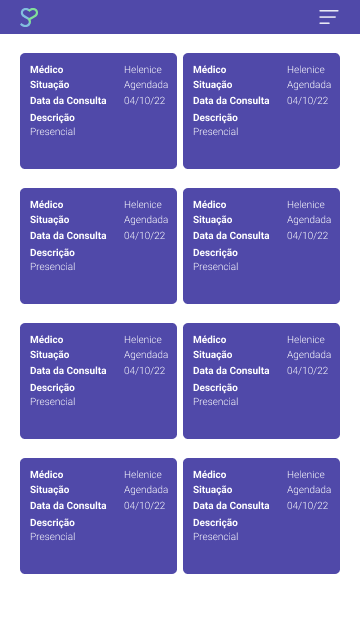 Médico Helenice
Situação Agendada
Data da Consulta 04/10/22
Descrição
Presencial
Médico Helenice
Situação Agendada
Data da Consulta 04/10/22
Descrição
Presencial
Médico Helenice
Situação Agendada
Data da Consulta 04/10/22
Descrição
Presencial
Médico Helenice
Situação Agendada
Data da Consulta 04/10/22
Descrição
Presencial
Médico Helenice
Situação Agendada
Data da Consulta 04/10/22
Descrição
Presencial
Médico Helenice
Situação Agendada
Data da Consulta 04/10/22
Descrição
Presencial
Médico Helenice
Situação Agendada
Data da Consulta 04/10/22
Descrição
Presencial
Médico Helenice
Situação Agendada
Data da Consulta 04/10/22
Descrição
Presencial